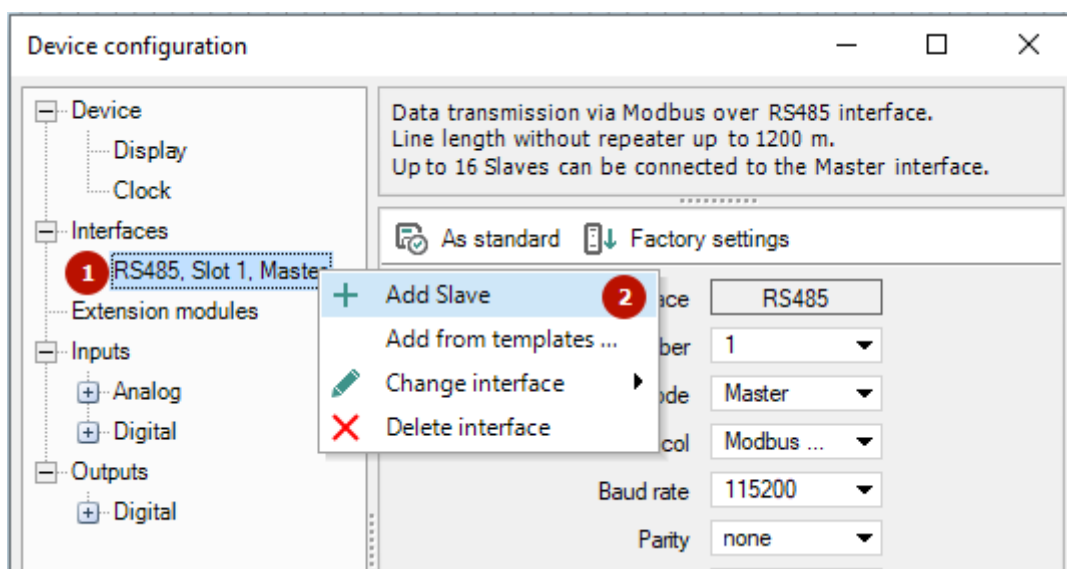 Device configuration
Device
Display
Clock
Interfaces
1 RS485, Slot 1, Master
Extension modules
Inputs
Analog
Digital
Outputs
Digital
Data transmission via Modbus over RS485 interface.
Line length without repeater up to 1200 m.
Up to 16 Slaves can be connected to the Master interface.
As standard Factory settings
Add Slave 2
Add from templates ...
Change interface
Delete interface
ace RS485
ber 1
ode Master
col Modbus ...
Baud rate 115200
Parity none